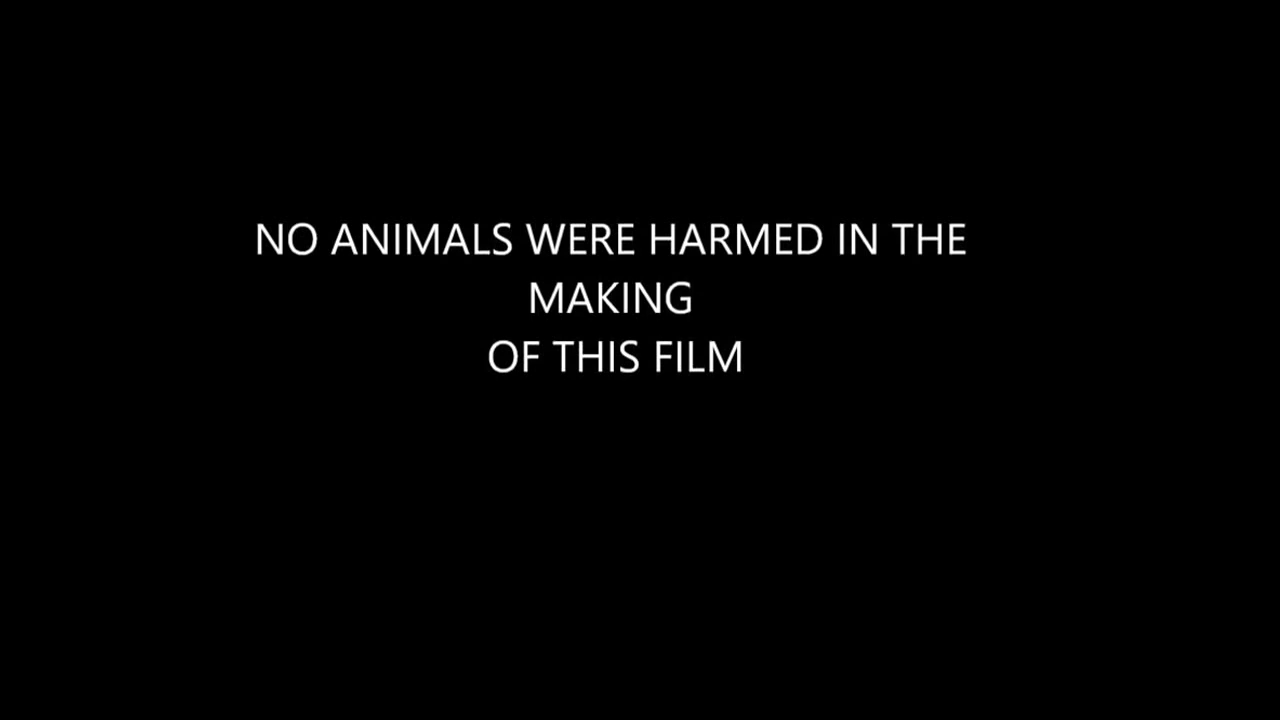 NO ANIMALS WERE HARMED IN THE
MAKING
OF THIS FILM